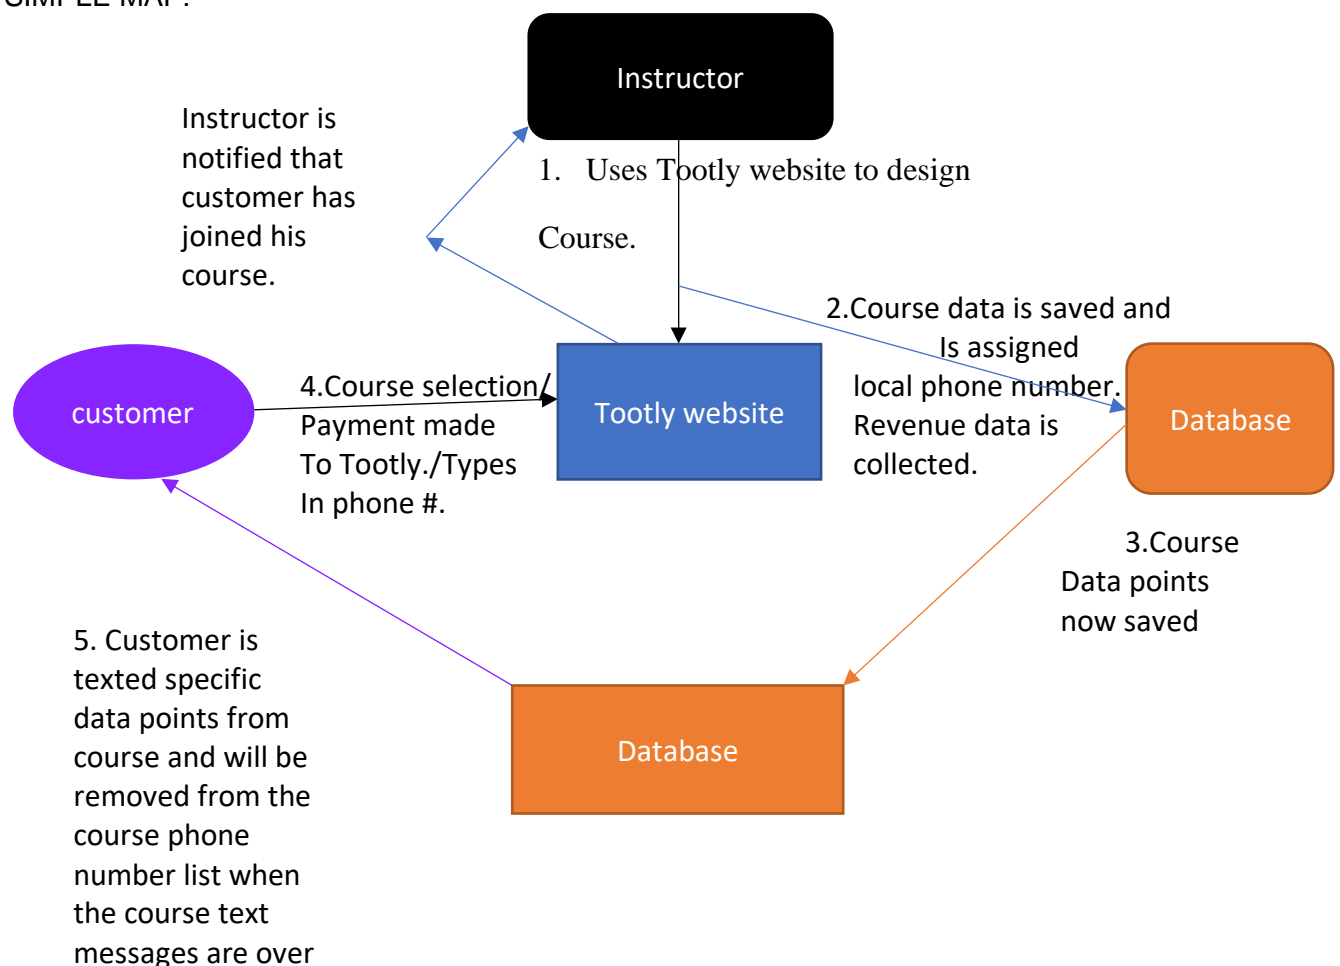 SIMPLE MAP:
Instructor
Instructor is
notified that
customer has
joined his
course.
1. Uses Tootly website to design
Course.
2.Course data is saved and
Is assigned
local phone number.
Revenue data is
collected.
customer
4.Course selection/
Payment made
To Tootly./Types
In phone #.
Tootly website
Database
3.Course
Data points
now saved
5. Customer is
texted specific
data points from
course and will be
removed from the
course phone
number list when
the course text
messages are over
Database